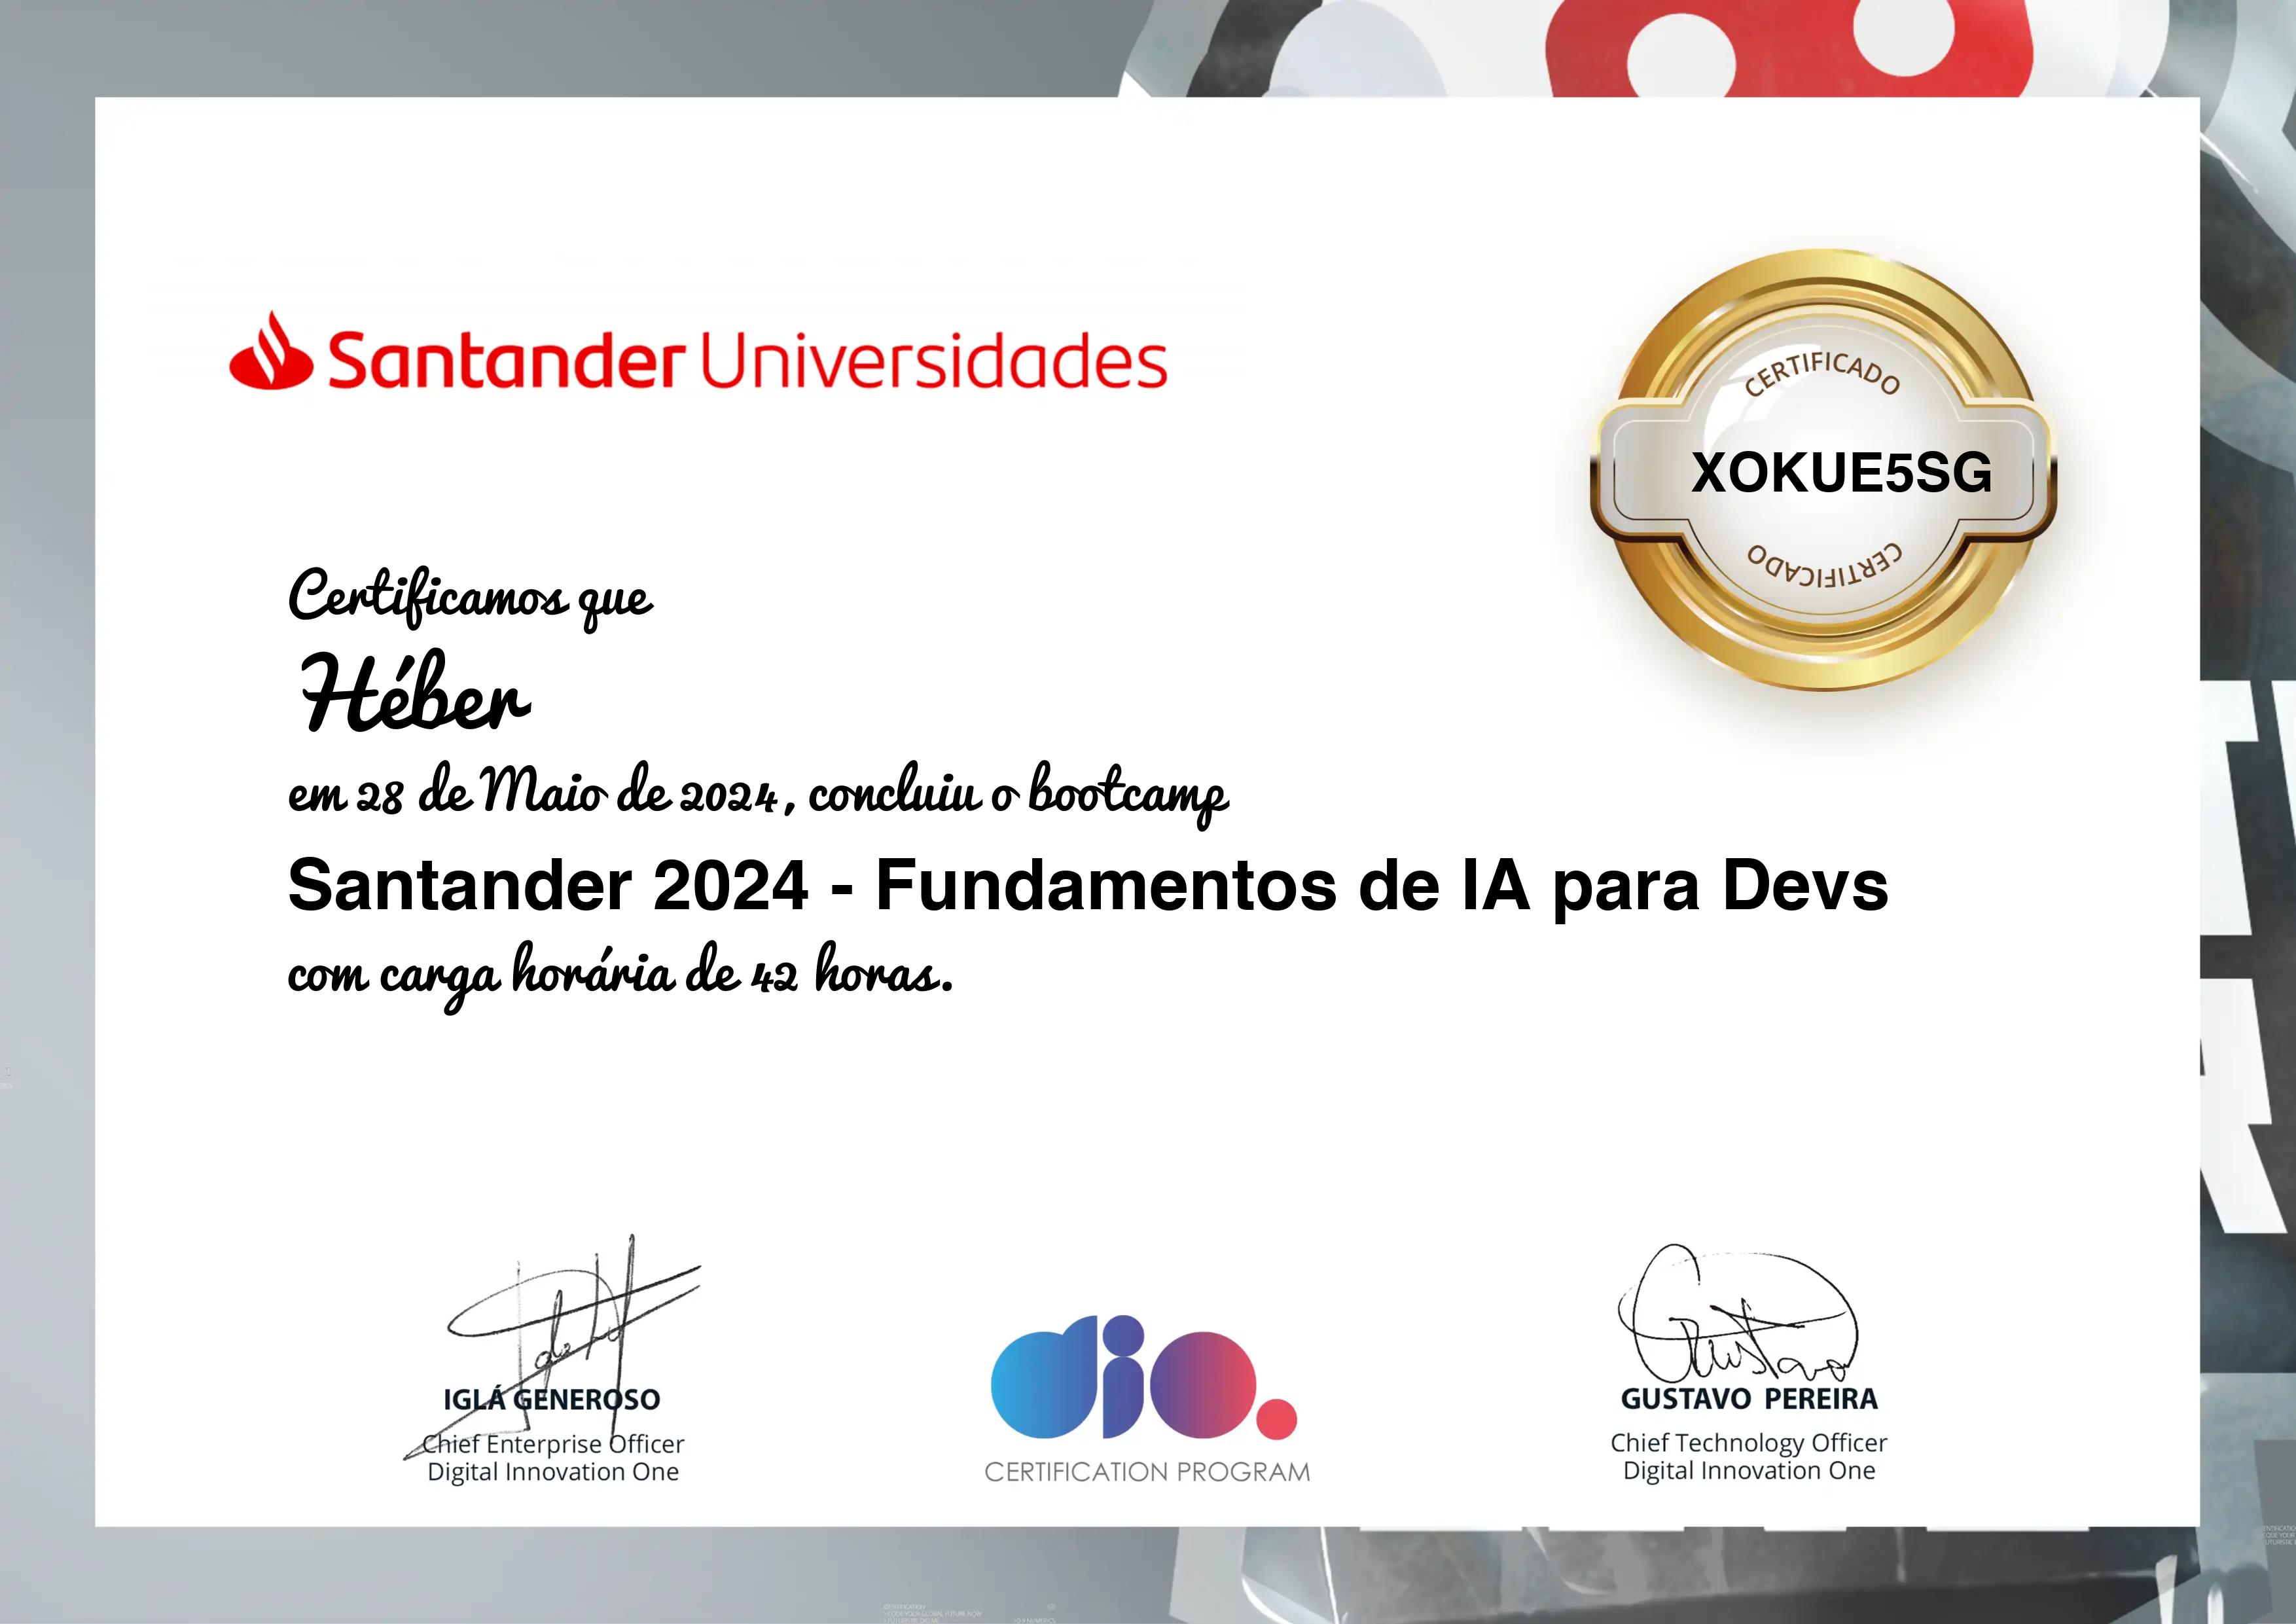 Santander Universidades
CERTIFICADO
XOKUE5SG
CERTIFICADO
Certificamos que
Héber
em 28 de Maio de 2024, concluiu o bootcamp
Santander 2024 - Fundamentos de IA para Devs
com carga horária de 42 horas.
IGLÁ GENEROSO
Chief Enterprise Officer
Digital Innovation One
dio.
CERTIFICATION PROGRAM
Gustavo
GUSTAVO PEREIRA
Chief Technology Officer
Digital Innovation One